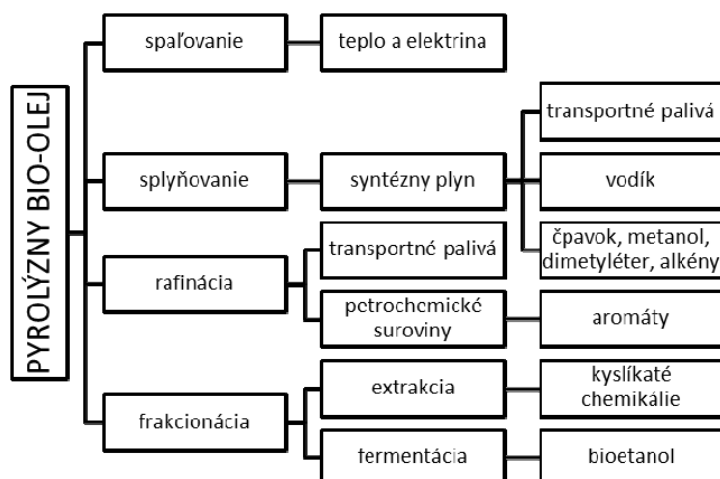 PYROLÝZNY BIO-OLEJ
spaľovanie
teplo a elektrina
splyňovanie
syntézny plyn
transportné palivá
vodík
čpavok, metanol,
dimetyléter, alkény
rafinácia
transportné palivá
petrochemické
suroviny
aromáty
frakcionácia
extrakcia
kyslíkaté
chemikálie
fermentácia
bioetanol